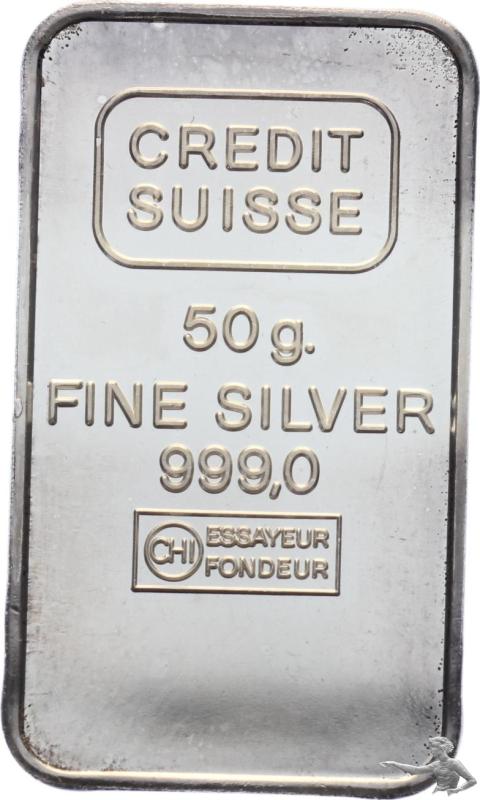 CREDIT
SUISSE
50 g.
FINE SILVER
999,0
CHI ESSAYEUR
FONDEUR